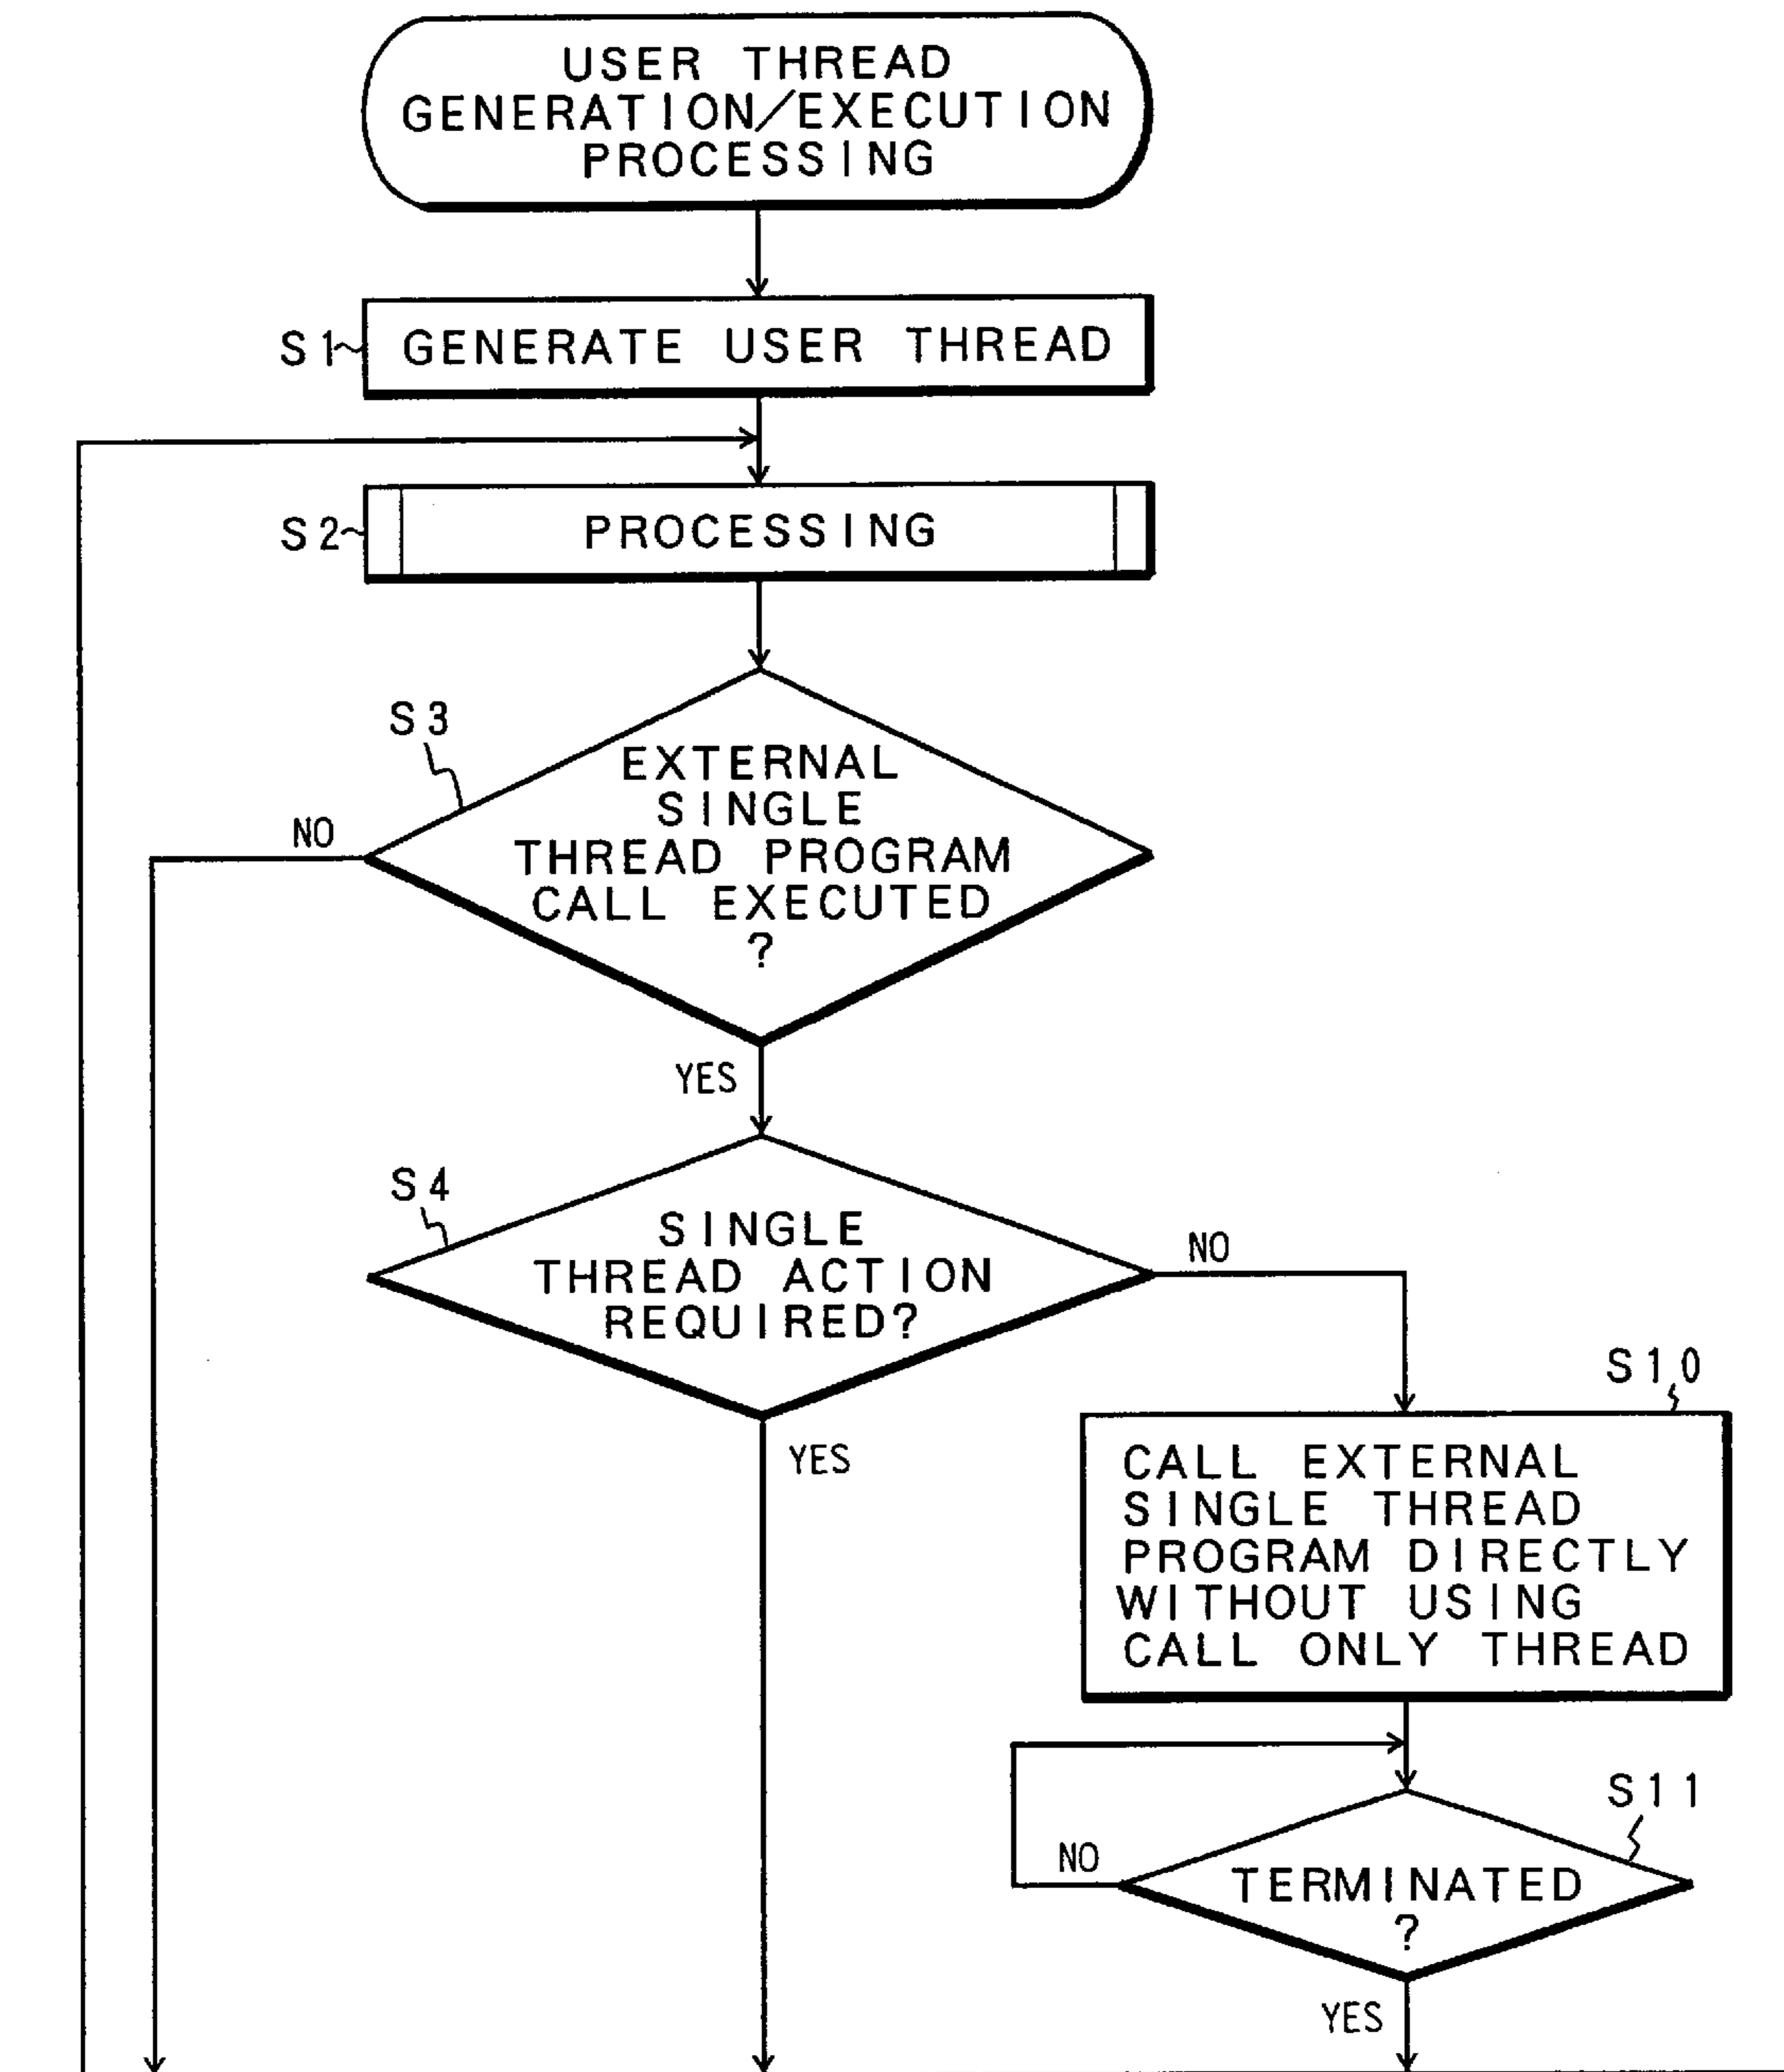 USER THREAD
GENERATION/EXECUTION
PROCESSING
S1
GENERATE USER THREAD
S2
PROCESSING
S3
EXTERNAL
SINGLE
THREAD PROGRAM
CALL EXECUTED
?
NO
YES
S4
SINGLE
THREAD ACTION
REQUIRED?
NO
YES
S10
CALL EXTERNAL
SINGLE THREAD
PROGRAM DIRECTLY
WITHOUT USING
CALL ONLY THREAD
S11
TERMINATED
?
NO
YES